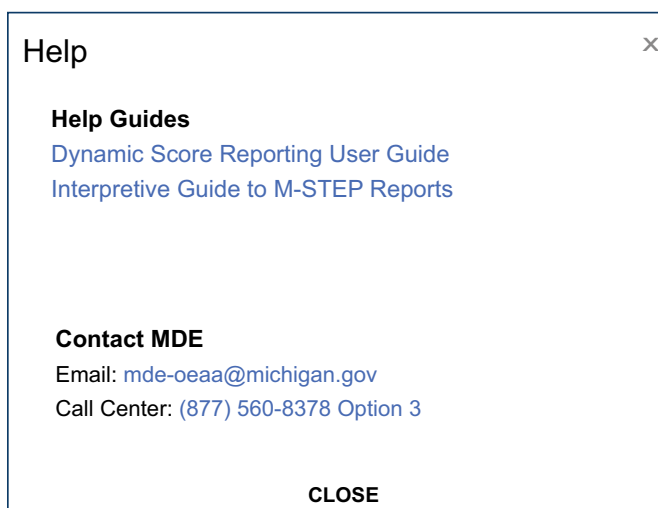 Help
×
Help Guides
Dynamic Score Reporting User Guide
Interpretive Guide to M-STEP Reports
Contact MDE
Email: mde-oeaa@michigan.gov
Call Center: (877) 560-8378 Option 3
CLOSE